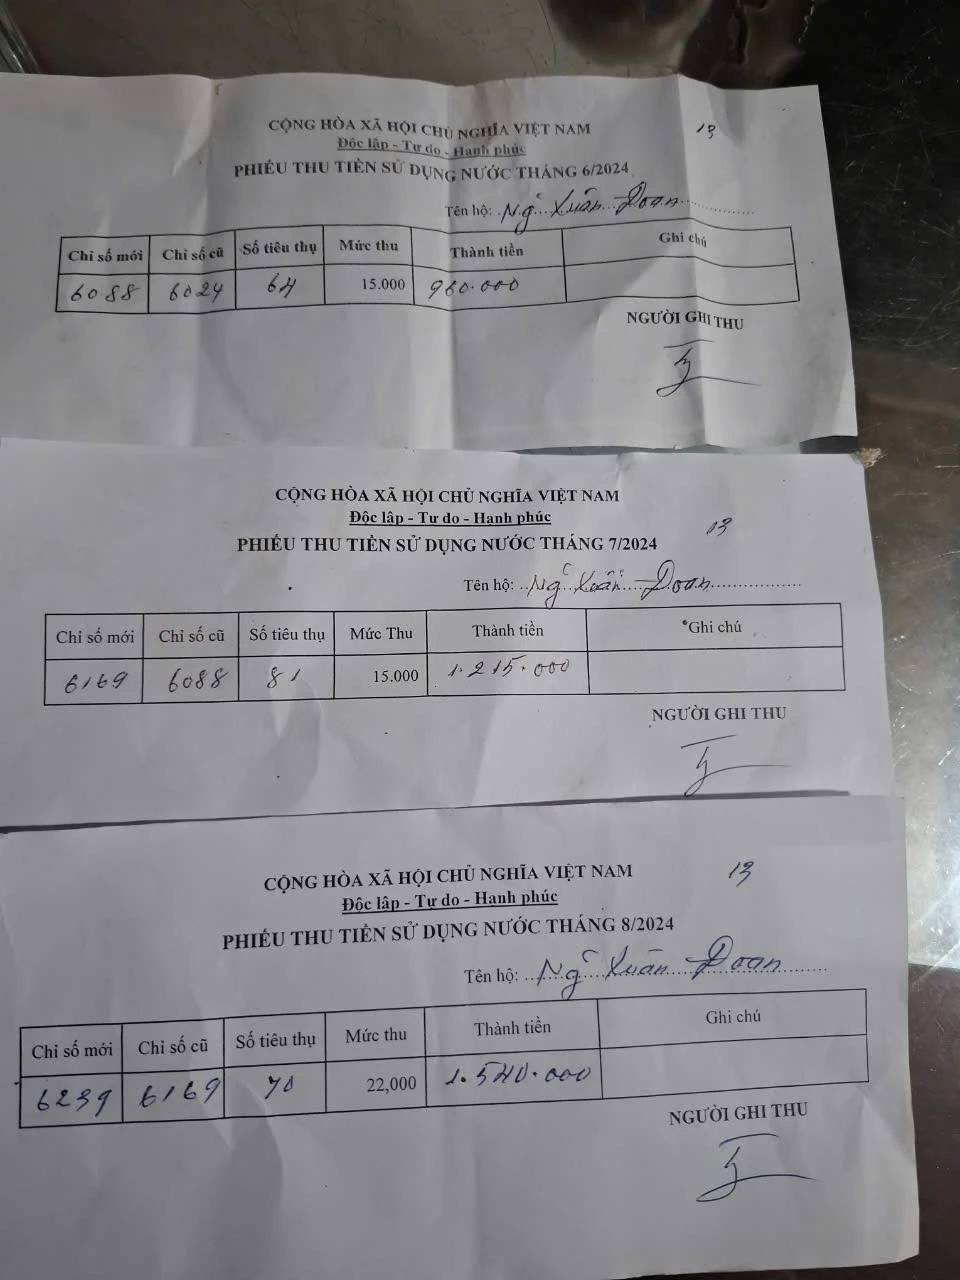 CỘNG HÒA XÃ HỘI CHỦ NGHĨA VIỆT NAM
13
Độc lập - Tự do - Hạnh phúc
PHIẾU THU TIỀN SỬ DỤNG NƯỚC THÁNG 6/2024
Tên hộ: Ng Xuân Đoan
Chỉ số mới Chỉ số cũ Số tiêu thụ Mức thu Thành tiền Ghi chú
6088 6024 64 15.000 960.000
NGƯỜI GHI THU
CỘNG HÒA XÃ HỘI CHỦ NGHĨA VIỆT NAM
Độc lập - Tự do - Hạnh phúc
13
PHIẾU THU TIỀN SỬ DỤNG NƯỚC THÁNG 7/2024
Tên hộ: Ng Xuân Đoan
Chỉ số mới Chỉ số cũ Số tiêu thụ Mức Thu Thành tiền Ghi chú
6169 6088 81 15.000 1.215.000
NGƯỜI GHI THU
CỘNG HÒA XÃ HỘI CHỦ NGHĨA VIỆT NAM
13
Độc lập - Tự do - Hạnh phúc
PHIẾU THU TIỀN SỬ DỤNG NƯỚC THÁNG 8/2024
Tên hộ: Ng Xuân Đoan
Chỉ số mới Chỉ số cũ Số tiêu thụ Mức thu Thành tiền Ghi chú
6239 6169 70 22,000 1.540.000
NGƯỜI GHI THU